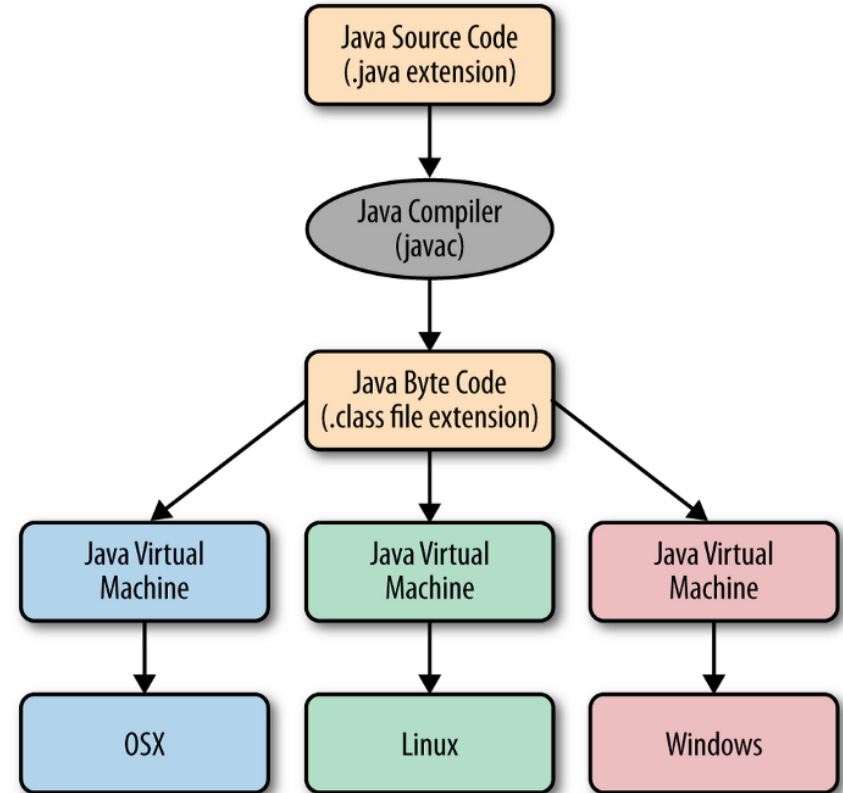 Java Source Code
(.java extension)
Java Compiler
(javac)
Java Byte Code
(.class file extension)
Java Virtual
Machine
Java Virtual
Machine
Java Virtual
Machine
OSX
Linux
Windows